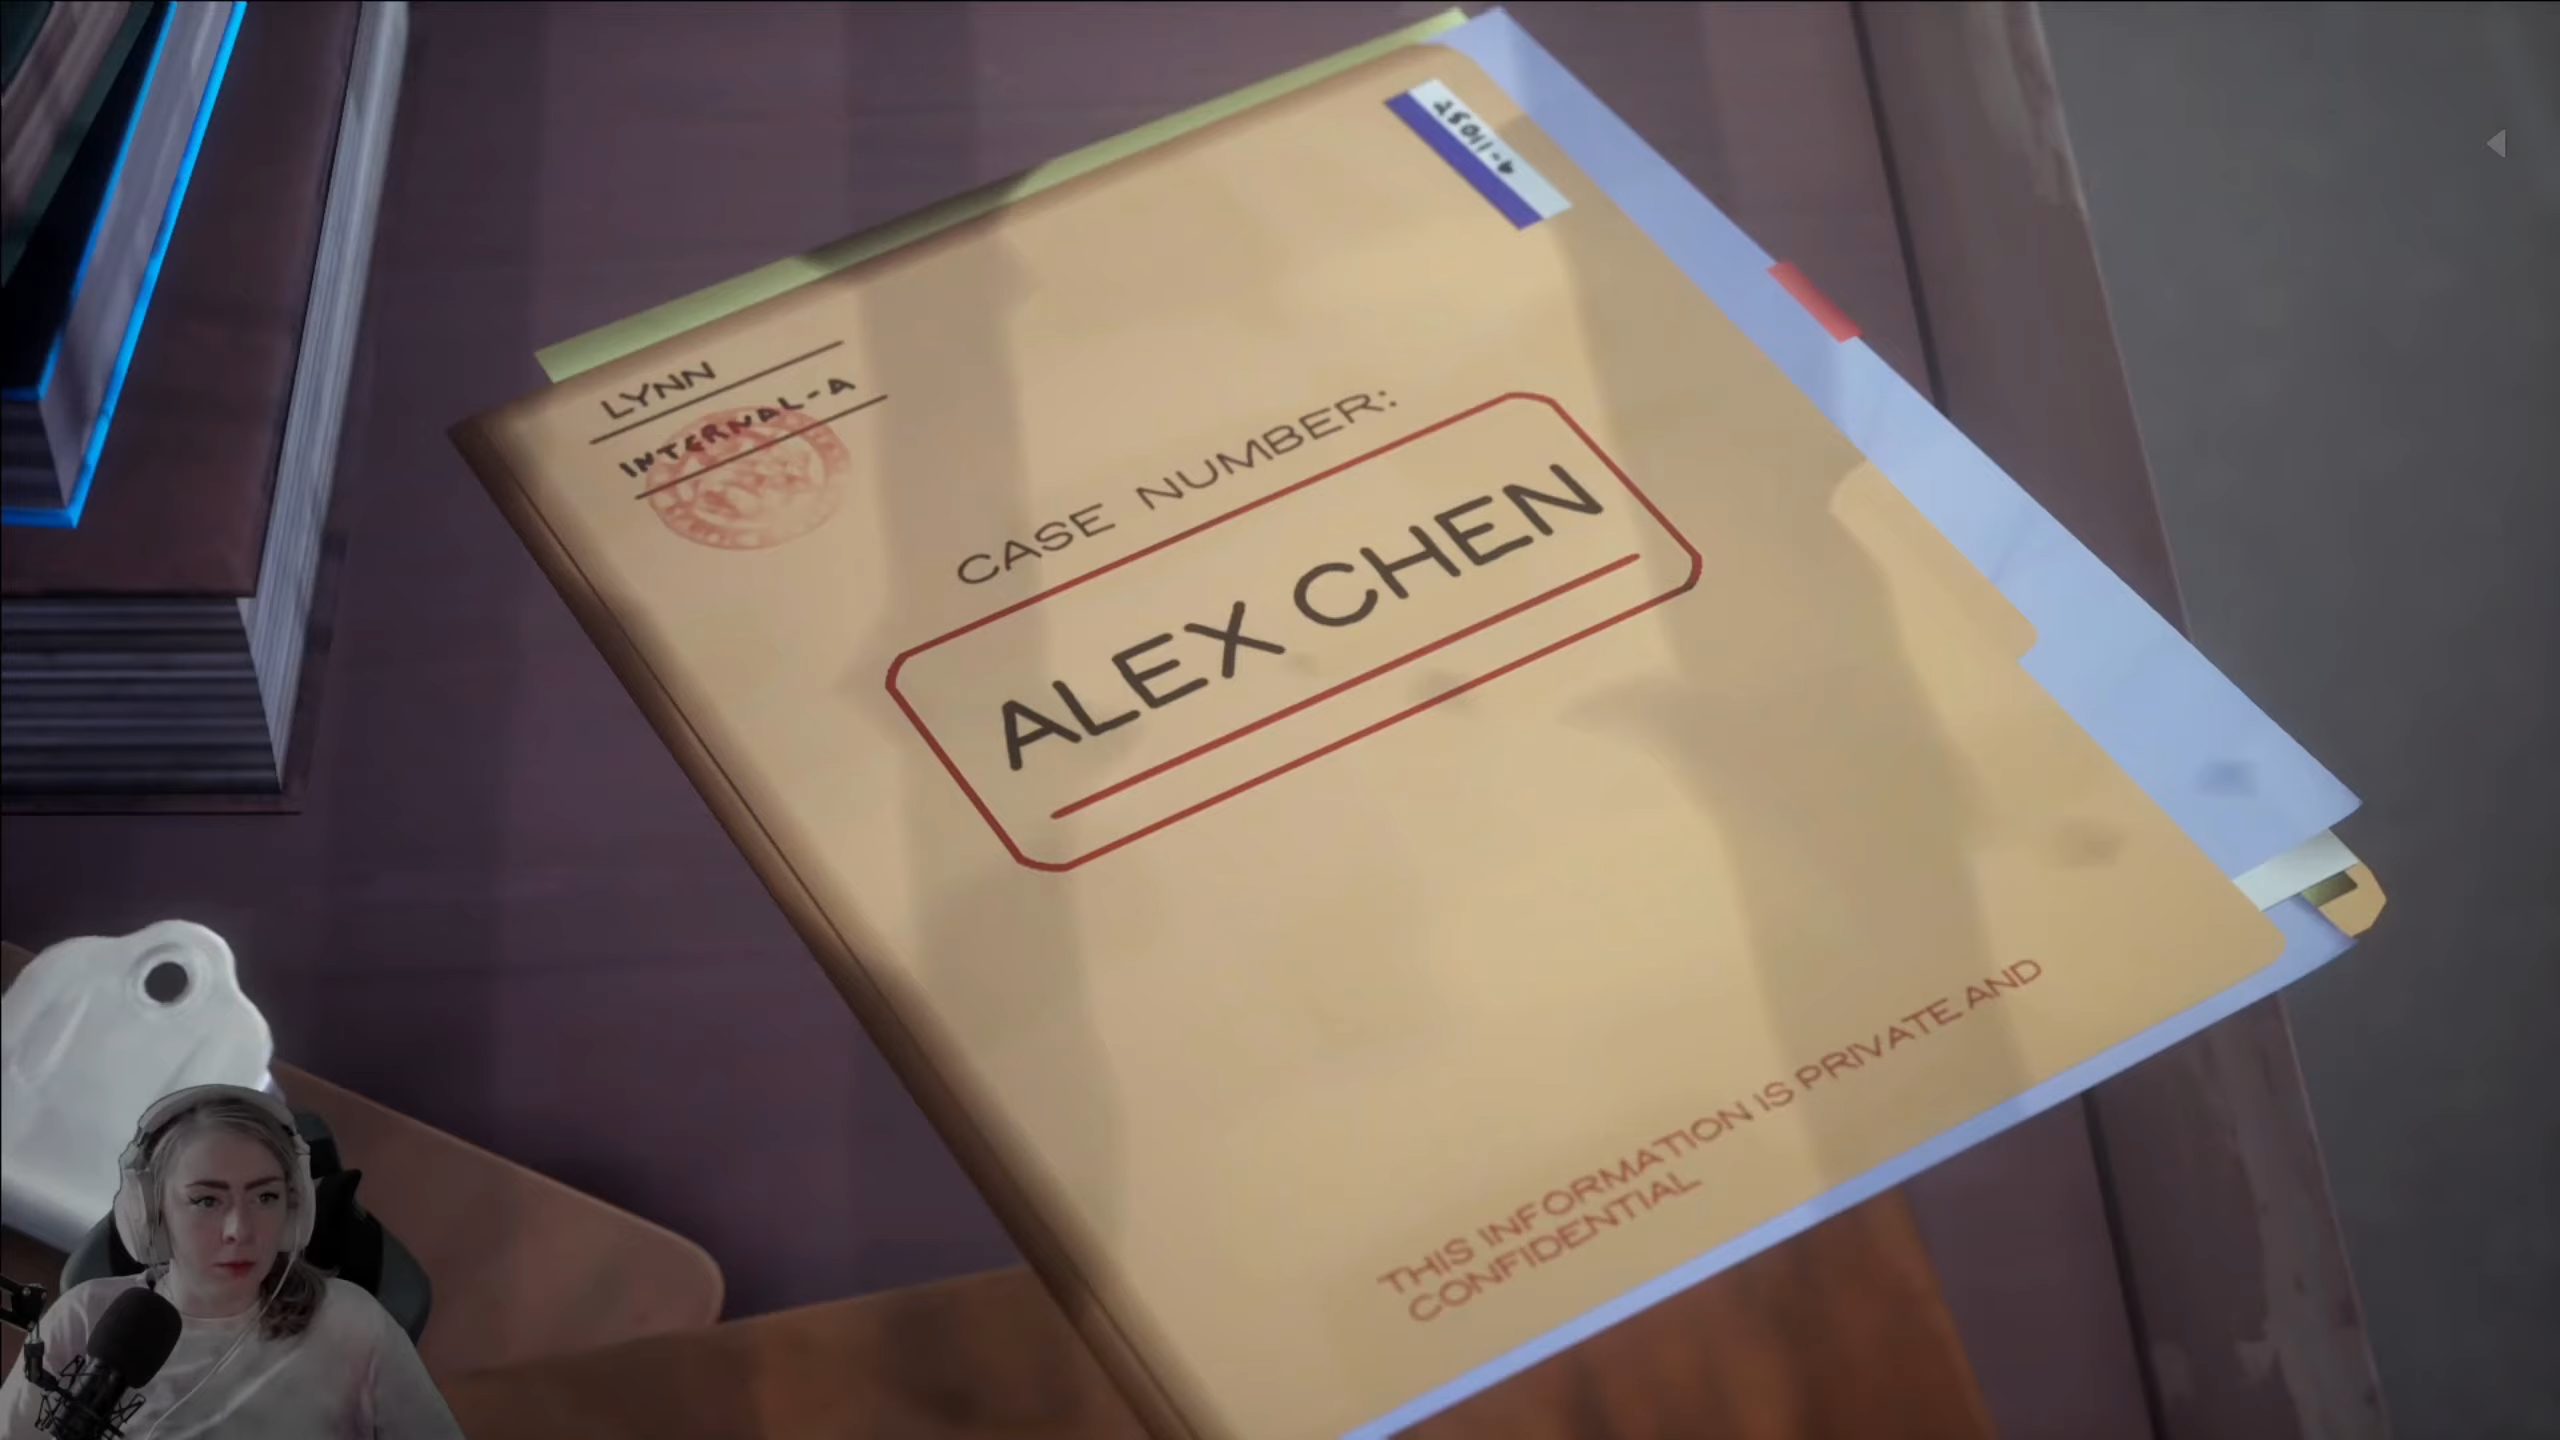 LYNN
INTERNAL-A
CASE NUMBER:
ALEX CHEN
THIS INFORMATION IS PRIVATE AND
CONFIDENTIAL